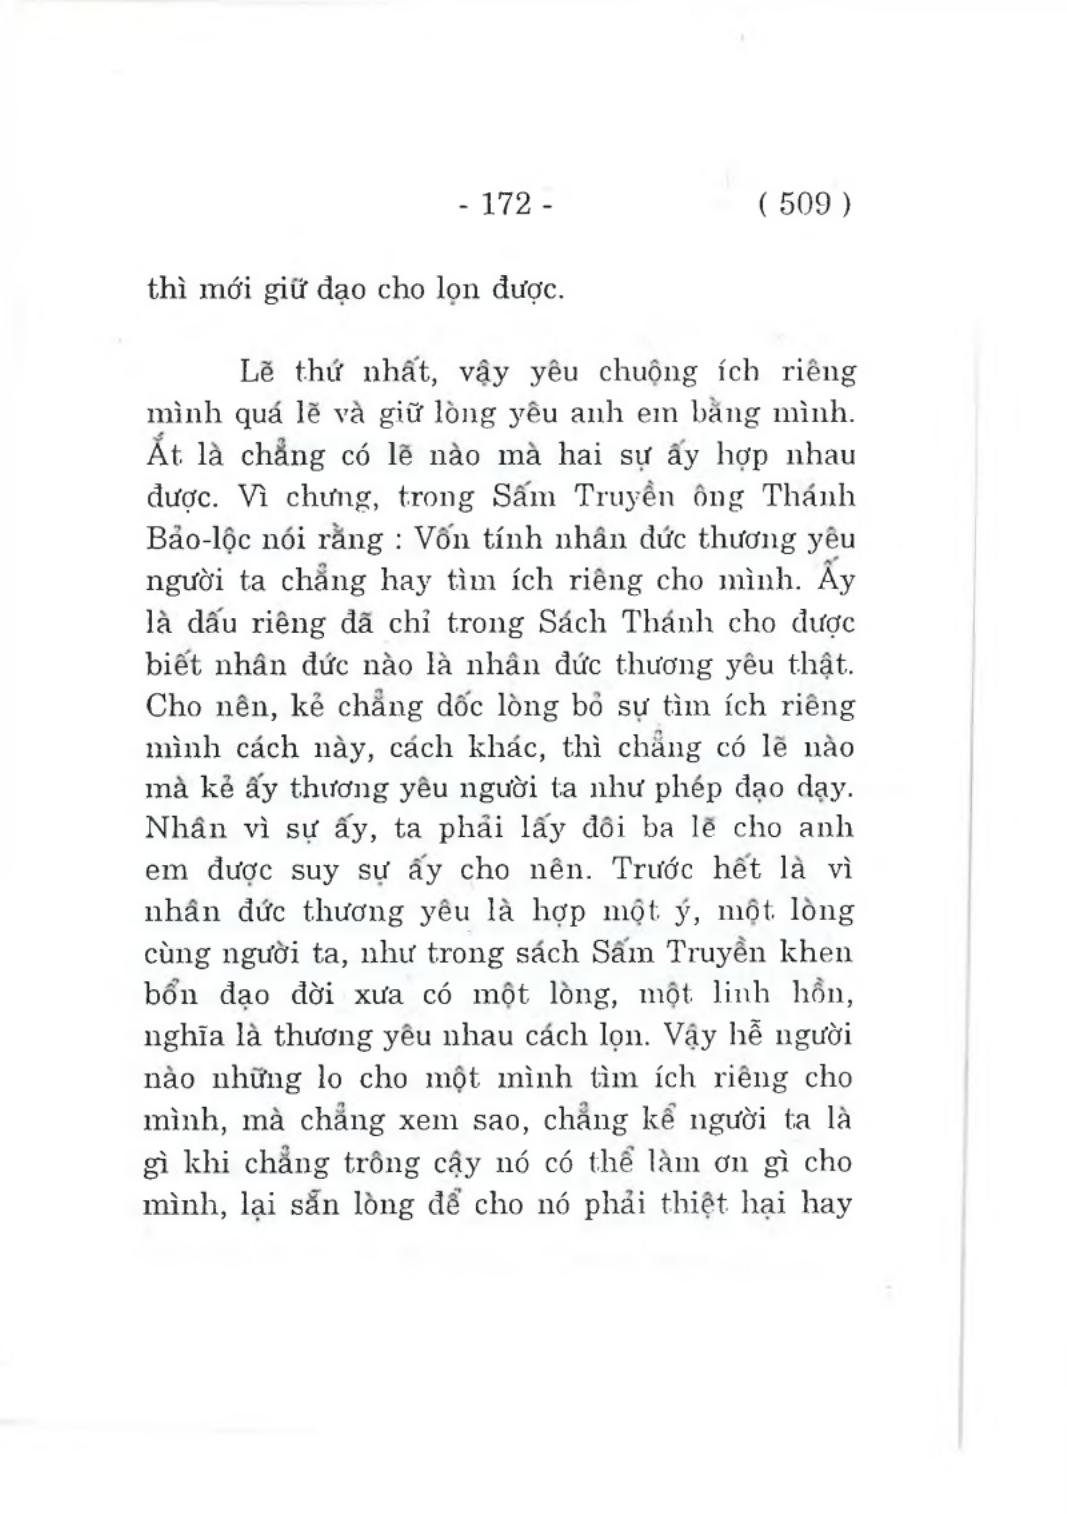 - 172 - ( 509 )
thì mới giữ đạo cho lọn được.
Lẽ thứ nhất, vậy yêu chuộng ích riêng
mình quá lẽ và giữ lòng yêu anh em bằng mình.
Ắt là chẳng có lẽ nào mà hai sự ấy hợp nhau
được. Vì chưng, trong Sấm Truyền ông Thánh
Bảo-lộc nói rằng : Vốn tính nhân đức thương yêu
người ta chẳng hay tìm ích riêng cho mình. Ấy
là dấu riêng đã chỉ trong Sách Thánh cho được
biết nhân đức nào là nhân đức thương yêu thật.
Cho nên, kẻ chẳng dốc lòng bỏ sự tìm ích riêng
mình cách này, cách khác, thì chẳng có lẽ nào
mà kẻ ấy thương yêu người ta như phép đạo dạy.
Nhân vì sự ấy, ta phải lấy đôi ba lẽ cho anh
em được suy sự ấy cho nên. Trước hết là vì
nhân đức thương yêu là hợp một ý, một lòng
cùng người ta, như trong sách Sấm Truyền khen
bổn đạo đời xưa có một lòng, một linh hồn,
nghĩa là thương yêu nhau cách lọn. Vậy hễ người
nào những lo cho một mình tìm ích riêng cho
mình, mà chẳng xem sao, chẳng kể người ta là
gì khi chẳng trông cậy nó có thể làm ơn gì cho
mình, lại sẵn lòng để cho nó phải thiệt hại hay